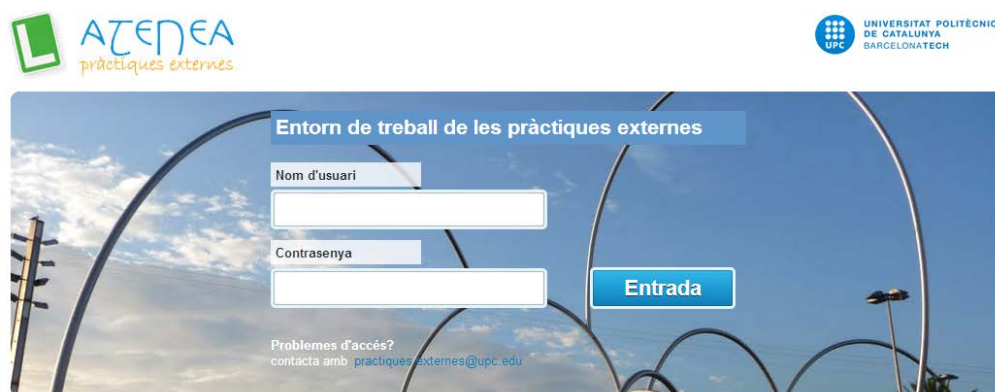 L
ATENEA
pràctiques externes
UPC
UNIVERSITAT POLITÈCNIC
DE CATALUNYA
BARCELONATECH
Entorn de treball de les pràctiques externes
Nom d'usuari
Contrasenya
Entrada
Problemes d'accés?
contacta amb practiques.externes@upc.edu